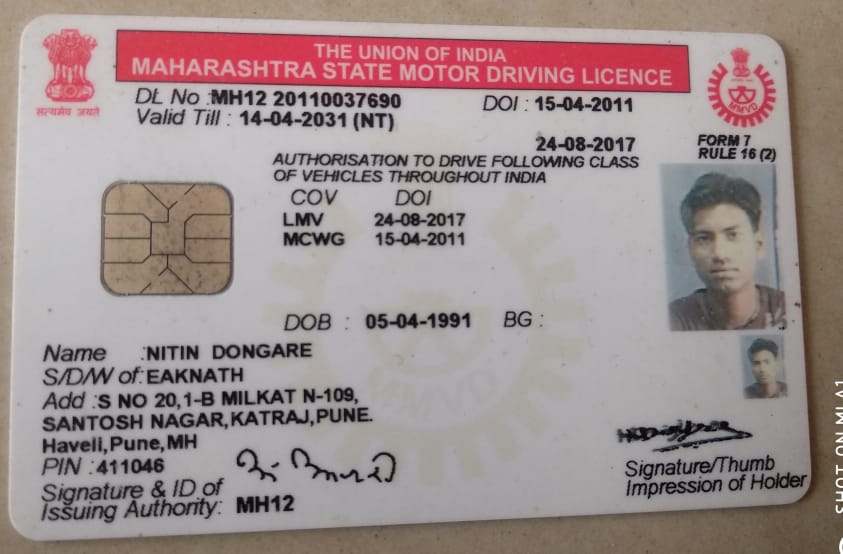 THE UNION OF INDIA
MAHARASHTRA STATE MOTOR DRIVING LICENCE
सत्यमेव जयते
MMVD
DL No :MH12 20110037690 DOI : 15-04-2011
Valid Till : 14-04-2031 (NT)
24-08-2017
FORM 7
RULE 16 (2)
AUTHORISATION TO DRIVE FOLLOWING CLASS
OF VEHICLES THROUGHOUT INDIA
COV DOI
LMV 24-08-2017
MCWG 15-04-2011
MMVD
DOB : 05-04-1991 BG :
Name :NITIN DONGARE
S/D/W of:EAKNATH
Add :S NO 20,1-B MILKAT N-109,
SANTOSH NAGAR,KATRAJ,PUNE.
Haveli,Pune,MH
PIN :411046
Signature & ID of
Issuing Authority: MH12
Signature/Thumb
Impression of Holder
SHOT ON MI A1